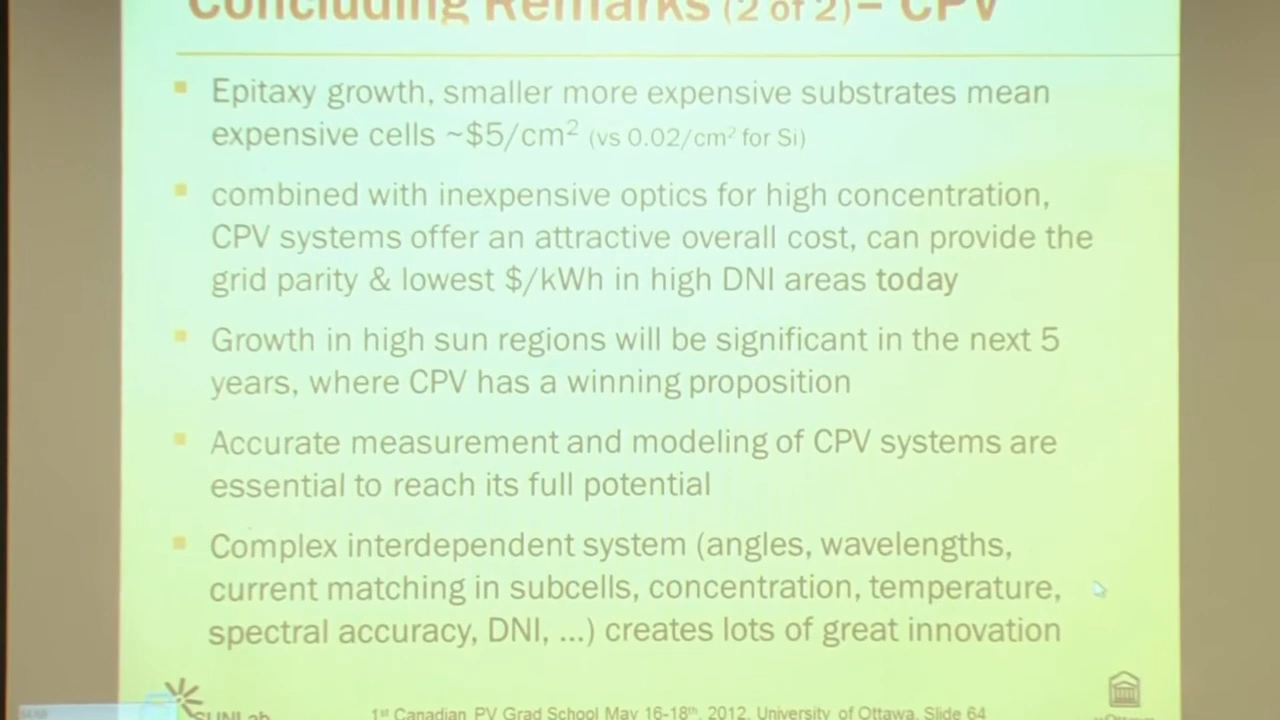 Concluding Remarks (2 of 2) – CPV
Epitaxy growth, smaller more expensive substrates mean
expensive cells ~$5/cm² (vs 0.02/cm² for Si)
combined with inexpensive optics for high concentration,
CPV systems offer an attractive overall cost, can provide the
grid parity & lowest $/kWh in high DNI areas today
Growth in high sun regions will be significant in the next 5
years, where CPV has a winning proposition
Accurate measurement and modeling of CPV systems are
essential to reach its full potential
Complex interdependent system (angles, wavelengths,
current matching in subcells, concentration, temperature,
spectral accuracy, DNI, ...) creates lots of great innovation
SUNLab
1st Canadian PV Grad School May 16-18th, 2012, University of Ottawa, Slide 64
uOttawa